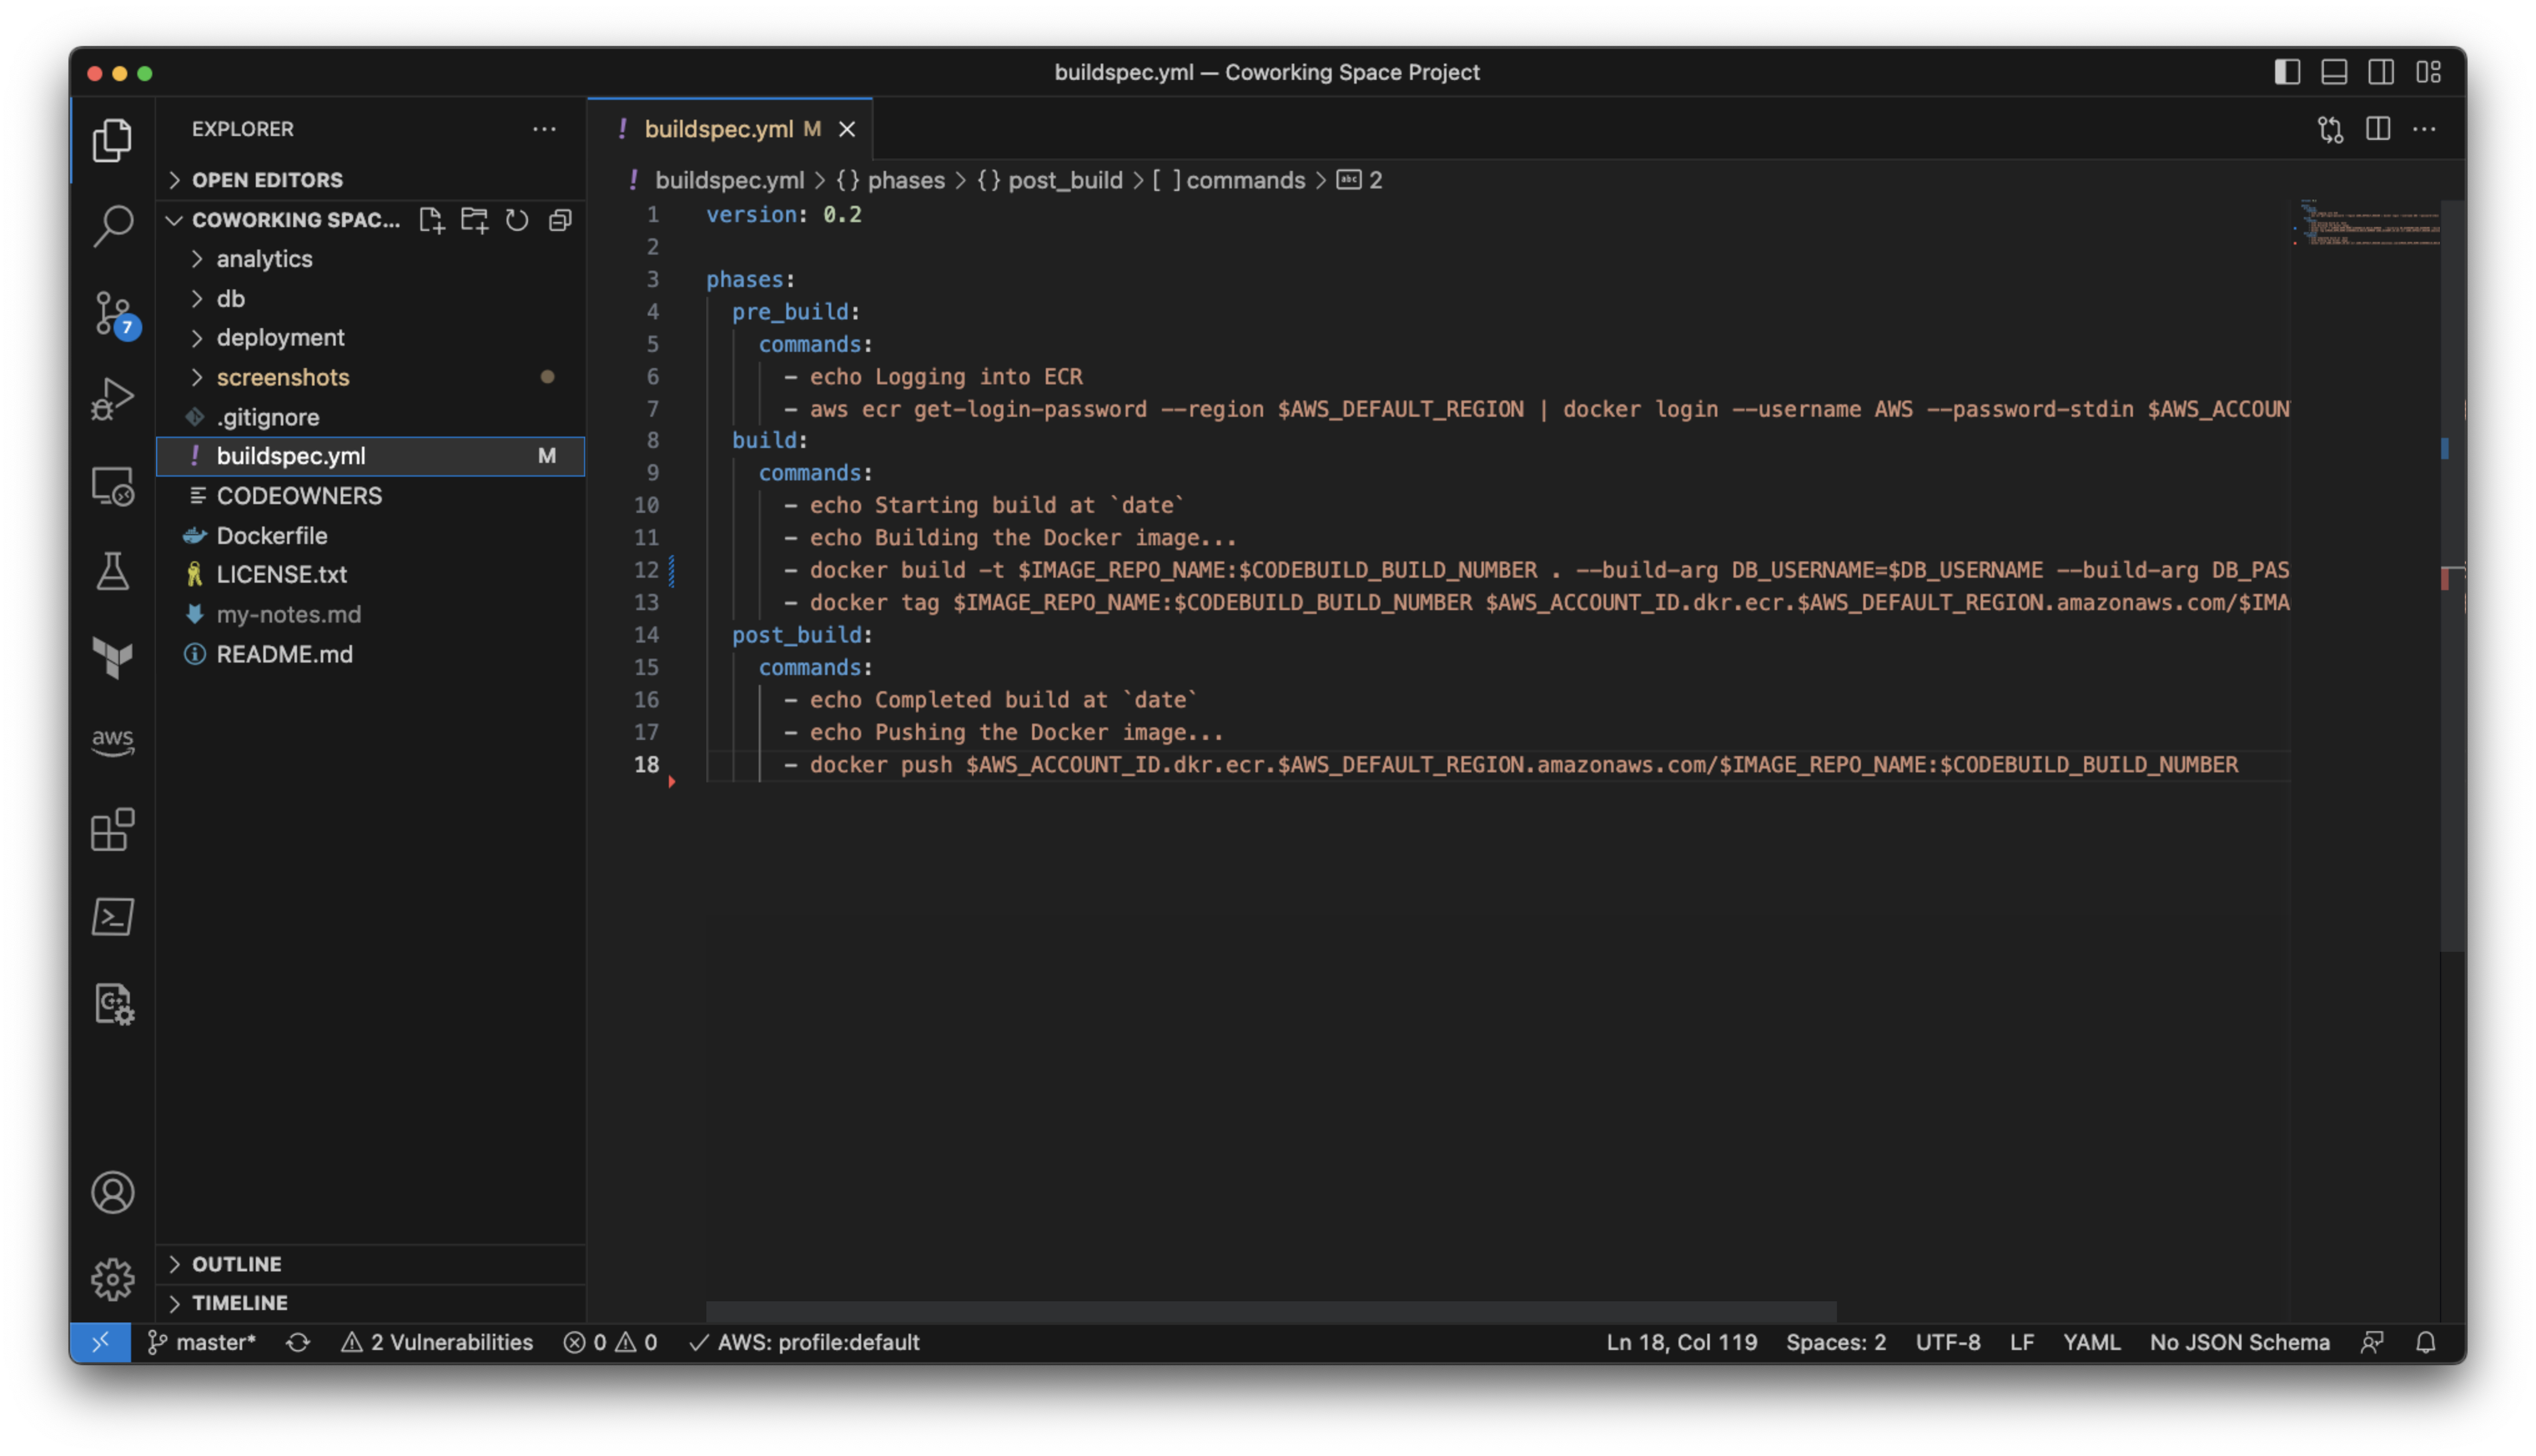 buildspec.yml — Coworking Space Project
EXPLORER
OPEN EDITORS
COWORKING SPAC...
analytics
db
deployment
screenshots
.gitignore
buildspec.yml M
CODEOWNERS
Dockerfile
LICENSE.txt
my-notes.md
README.md
OUTLINE
TIMELINE
7
aws
! buildspec.yml M
! buildspec.yml > {} phases > {} post_build > [ ] commands > abc 2
1 version: 0.2
2
3 phases:
4 pre_build:
5 commands:
6 - echo Logging into ECR
7 - aws ecr get-login-password --region $AWS_DEFAULT_REGION | docker login --username AWS --password-stdin $AWS_ACCOUN
8 build:
9 commands:
10 - echo Starting build at `date`
11 - echo Building the Docker image...
12 - docker build -t $IMAGE_REPO_NAME:$CODEBUILD_BUILD_NUMBER . --build-arg DB_USERNAME=$DB_USERNAME --build-arg DB_PAS
13 - docker tag $IMAGE_REPO_NAME:$CODEBUILD_BUILD_NUMBER $AWS_ACCOUNT_ID.dkr.ecr.$AWS_DEFAULT_REGION.amazonaws.com/$IMA
14 post_build:
15 commands:
16 - echo Completed build at `date`
17 - echo Pushing the Docker image...
18 - docker push $AWS_ACCOUNT_ID.dkr.ecr.$AWS_DEFAULT_REGION.amazonaws.com/$IMAGE_REPO_NAME:$CODEBUILD_BUILD_NUMBER
master* 2 Vulnerabilities 0 0 AWS: profile:default Ln 18, Col 119 Spaces: 2 UTF-8 LF YAML No JSON Schema